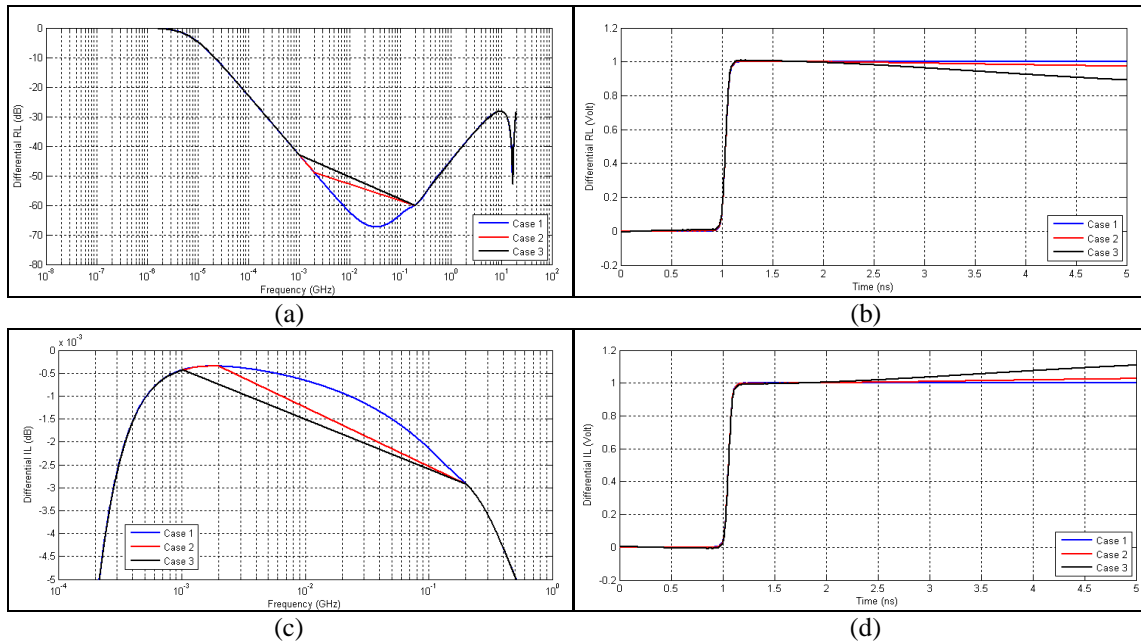 0
-10
-20
-30
-40
-50
-60
-70
-80
Differential RL (dB)
10^-8 10^-7 10^-6 10^-5 10^-4 10^-3 10^-2 10^-1 10^0 10^1 10^2
Frequency (GHz)
Case 1
Case 2
Case 3
(a)
1.2
1
0.8
0.6
0.4
0.2
0
-0.2
Differential RL (Volt)
0 0.5 1 1.5 2 2.5 3 3.5 4 4.5 5
Time (ns)
Case 1
Case 2
Case 3
(b)
x 10^-3
0
-0.5
-1
-1.5
-2
-2.5
-3
-3.5
-4
-4.5
-5
Differential IL (dB)
10^-4 10^-3 10^-2 10^-1 10^0
Frequency (GHz)
Case 1
Case 2
Case 3
(c)
1.2
1
0.8
0.6
0.4
0.2
0
-0.2
Differential IL (Volt)
0 0.5 1 1.5 2 2.5 3 3.5 4 4.5 5
Time (ns)
Case 1
Case 2
Case 3
(d)